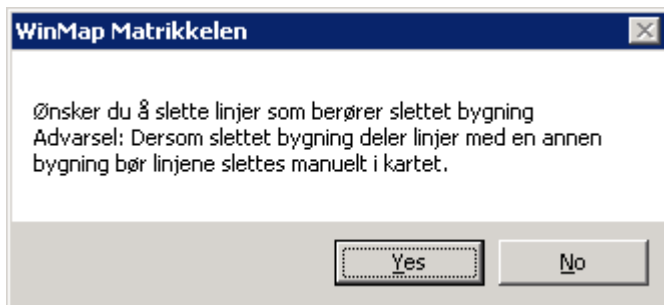 WinMap Matrikkelen
Ønsker du å slette linjer som berører slettet bygning
Advarsel: Dersom slettet bygning deler linjer med en annen
bygning bør linjene slettes manuelt i kartet.
Yes
No